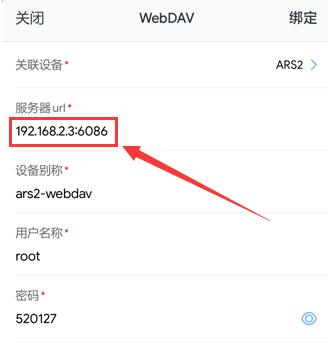 关闭 WebDAV 绑定
关联设备* ARS2 >
服务器url*
192.168.2.3:6086
设备别称*
ars2-webdav
用户名称*
root
密码*
520127